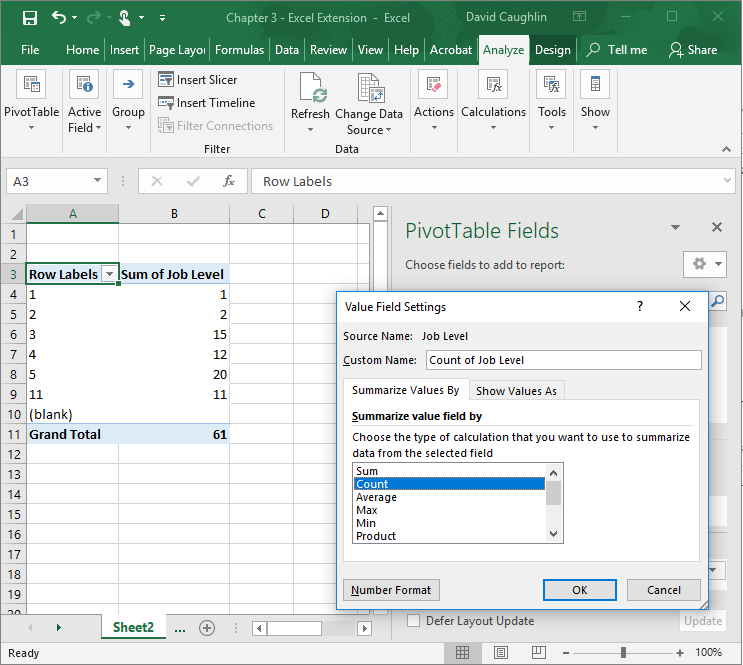 Chapter 3 - Excel Extension - Excel
David Caughlin
File Home Insert Page Layou Formulas Data Review View Help Acrobat Analyze Design Tell me Share
PivotTable
Active Field
Group
Insert Slicer
Insert Timeline
Filter Connections
Filter
Refresh
Change Data Source
Data
Actions
Calculations
Tools
Show
A3
fx
Row Labels
A B C D
1
2
3 Row Labels Sum of Job Level
4 1 1
5 2 2
6 3 15
7 4 12
8 5 20
9 11 11
10 (blank)
11 Grand Total 61
12
13
14
15
16
17
18
19
20
PivotTable Fields
Choose fields to add to report:
Value Field Settings
?
Source Name: Job Level
Custom Name: Count of Job Level
Summarize Values By
Show Values As
Summarize value field by
Choose the type of calculation that you want to use to summarize
data from the selected field
Sum
Count
Average
Max
Min
Product
Number Format
OK
Cancel
Defer Layout Update
Update
Sheet2
...
Ready
100%